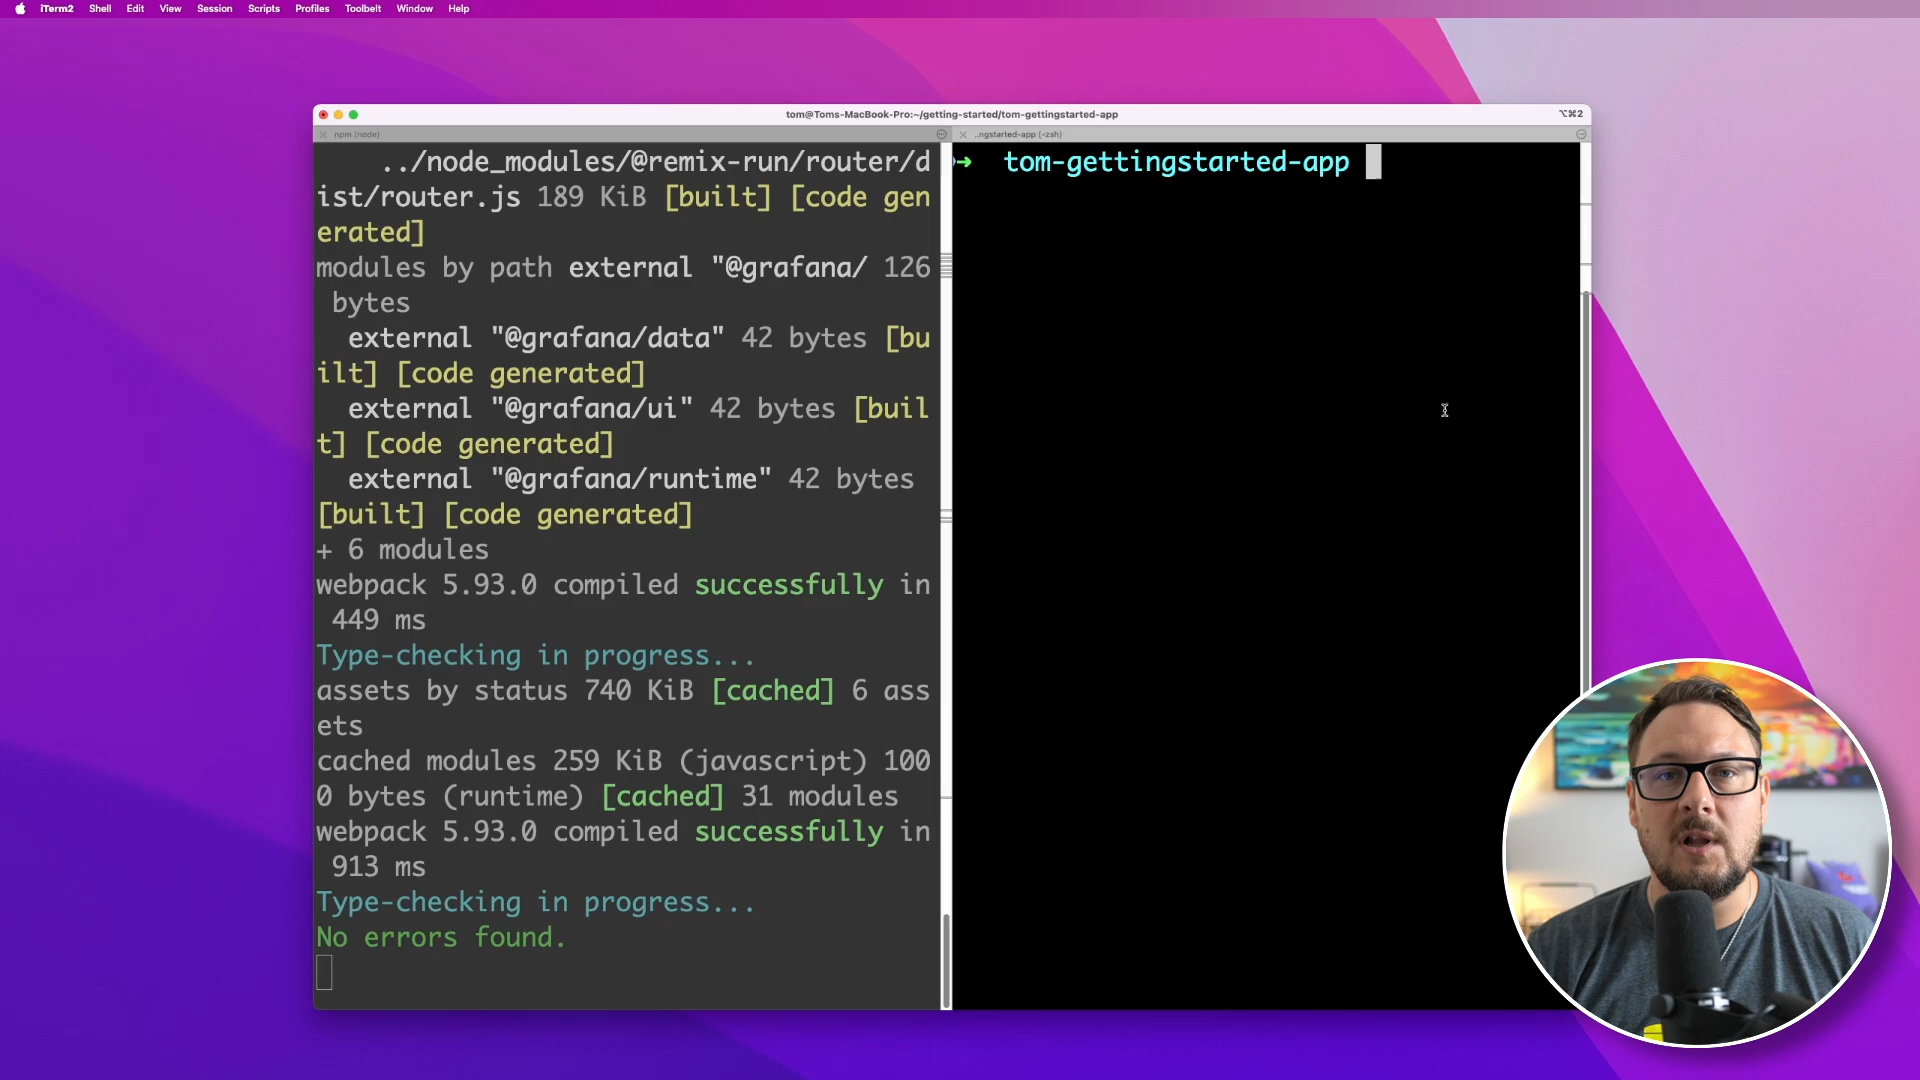 iTerm2 Shell Edit View Session Scripts Profiles Toolbelt Window Help
tom@Toms-MacBook-Pro:~/getting-started/tom-gettingstarted-app
⌥⌘2
npm (node)
..ngstarted-app (-zsh)
../node_modules/@remix-run/router/d
ist/router.js 189 KiB [built] [code gen
erated]
modules by path external "@grafana/ 126
bytes
external "@grafana/data" 42 bytes [bu
ilt] [code generated]
external "@grafana/ui" 42 bytes [buil
t] [code generated]
external "@grafana/runtime" 42 bytes
[built] [code generated]
+ 6 modules
webpack 5.93.0 compiled successfully in
449 ms
Type-checking in progress...
assets by status 740 KiB [cached] 6 ass
ets
cached modules 259 KiB (javascript) 100
0 bytes (runtime) [cached] 31 modules
webpack 5.93.0 compiled successfully in
913 ms
Type-checking in progress...
No errors found.
➜ tom-gettingstarted-app